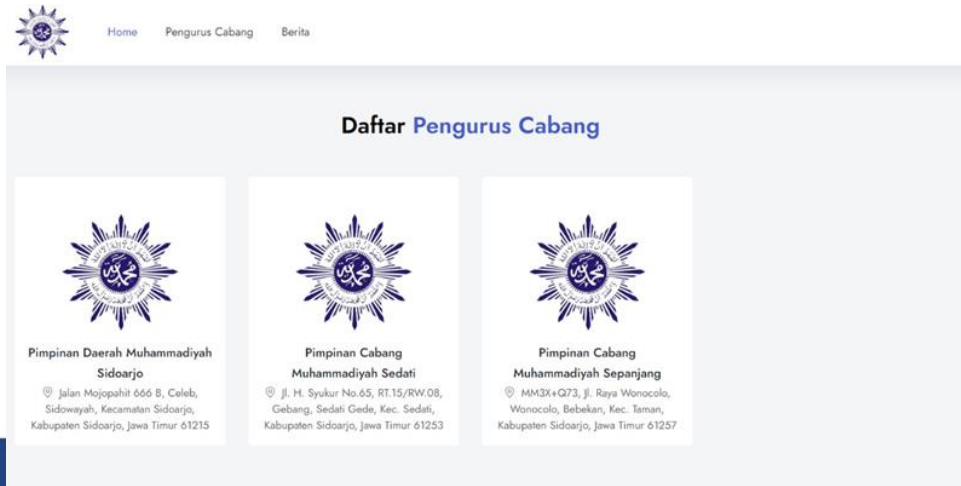 Home Pengurus Cabang Berita
Daftar Pengurus Cabang
Pimpinan Daerah Muhammadiyah
Sidoarjo
Jalan Mojopahit 666 B, Celeb,
Sidowayah, Kecamatan Sidoarjo,
Kabupaten Sidoarjo, Jawa Timur 61215
Pimpinan Cabang
Muhammadiyah Sedati
Jl. H. Syukur No.65, RT.15/RW.08,
Gebang, Sedati Gede, Kec. Sedati,
Kabupaten Sidoarjo, Jawa Timur 61253
Pimpinan Cabang
Muhammadiyah Sepanjang
MM3X+Q73, Jl. Raya Wonocolo,
Wonocolo, Bebekan, Kec. Taman,
Kabupaten Sidoarjo, Jawa Timur 61257